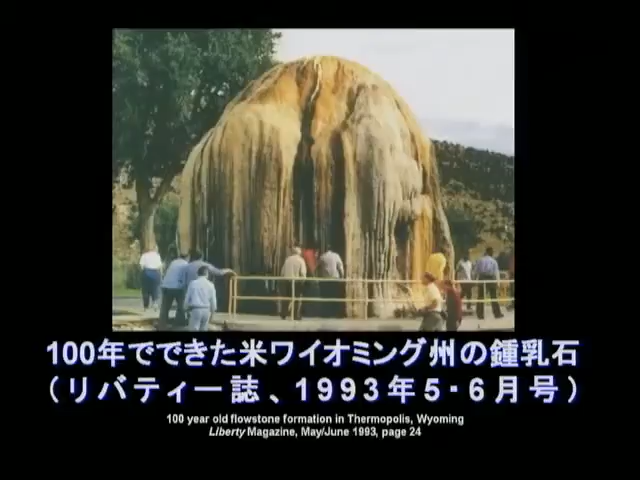 100年でできた米ワイオミング州の鍾乳石
（リバティー誌、1993年5・6月号）
100 year old flowstone formation in Thermopolis, Wyoming
Liberty Magazine, May/June 1993, page 24